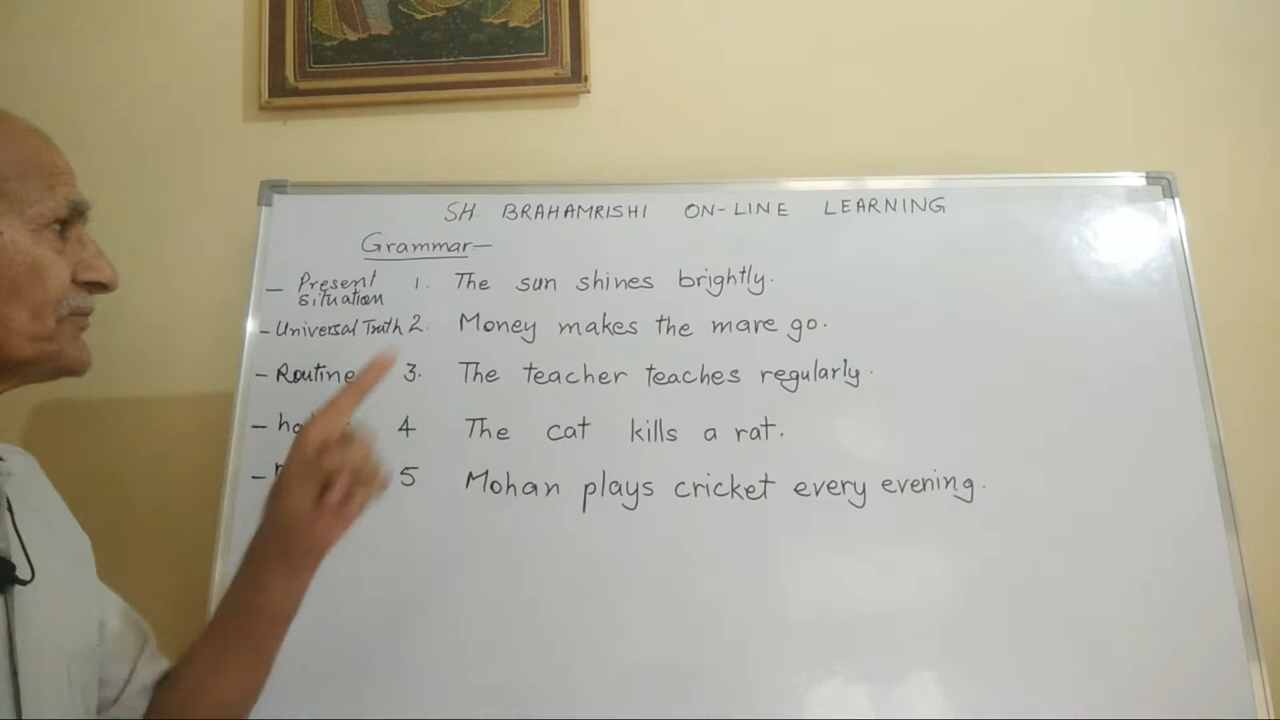 SH. BRAHAMRISHI ON-LINE LEARNING
Grammar—
- Present Situation 1. The sun shines brightly.
- Universal Truth 2. Money makes the mare go.
- Routine 3. The teacher teaches regularly.
- 4 The cat kills a rat.
- 5 Mohan plays cricket every evening.